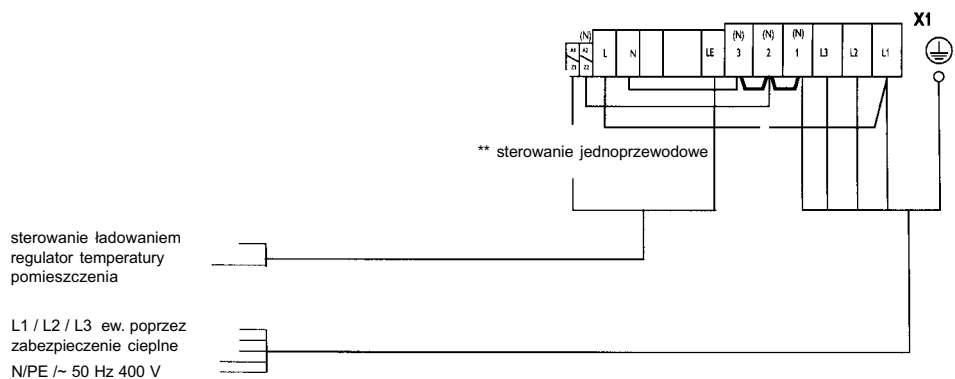 X1
(N) (N) (N) (N)
A1 A2 L N LE 3 2 1 L3 L2 L1
Z1 Z2
** sterowanie jednoprzewodowe
sterowanie ładowaniem
regulator temperatury
pomieszczenia
L1 / L2 / L3 ew. poprzez
zabezpieczenie cieplne
N/PE /~ 50 Hz 400 V